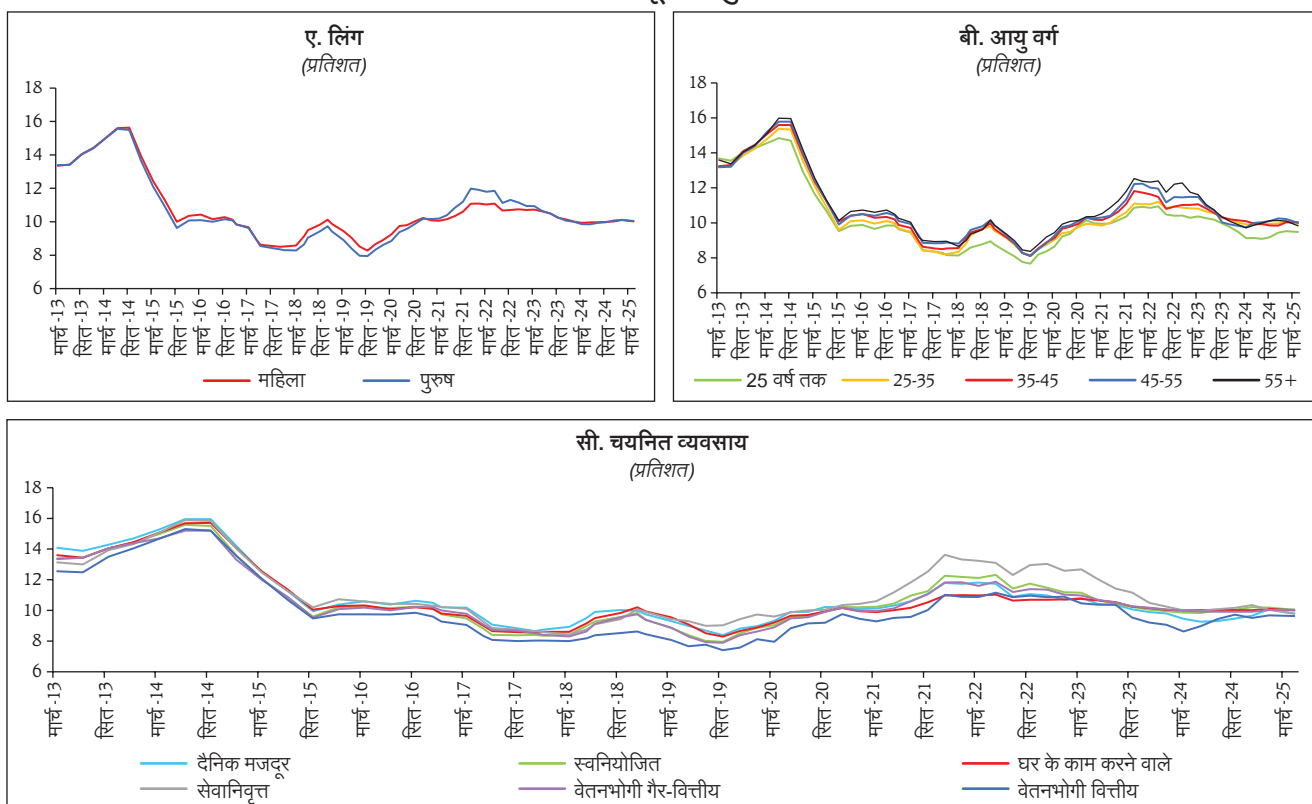 ए. लिंग
(प्रतिशत)
18
16
14
12
10
8
6
मार्च -13
सित -13
मार्च -14
सित -14
मार्च -15
सित -15
मार्च -16
सित -16
मार्च -17
सित -17
मार्च -18
सित -18
मार्च -19
सित -19
मार्च -20
सित -20
मार्च -21
सित -21
मार्च -22
सित -22
मार्च -23
सित -23
मार्च -24
सित -24
मार्च -25
महिला पुरुष
बी. आयु वर्ग
(प्रतिशत)
18
16
14
12
10
8
6
मार्च -13
सित -13
मार्च -14
सित -14
मार्च -15
सित -15
मार्च -16
सित -16
मार्च -17
सित -17
मार्च -18
सित -18
मार्च -19
सित -19
मार्च -20
सित -20
मार्च -21
सित -21
मार्च -22
सित -22
मार्च -23
सित -23
मार्च -24
सित -24
मार्च -25
25 वर्ष तक 25-35 35-45 45-55 55+
सी. चयनित व्यवसाय
(प्रतिशत)
18
16
14
12
10
8
6
मार्च -13
सित -13
मार्च -14
सित -14
मार्च -15
सित -15
मार्च -16
सित -16
मार्च -17
सित -17
मार्च -18
सित -18
मार्च -19
सित -19
मार्च -20
सित -20
मार्च -21
सित -21
मार्च -22
सित -22
मार्च -23
सित -23
मार्च -24
सित -24
मार्च -25
दैनिक मजदूर स्वनियोजित घर के काम करने वाले
सेवानिवृत्त वेतनभोगी गैर-वित्तीय वेतनभोगी वित्तीय